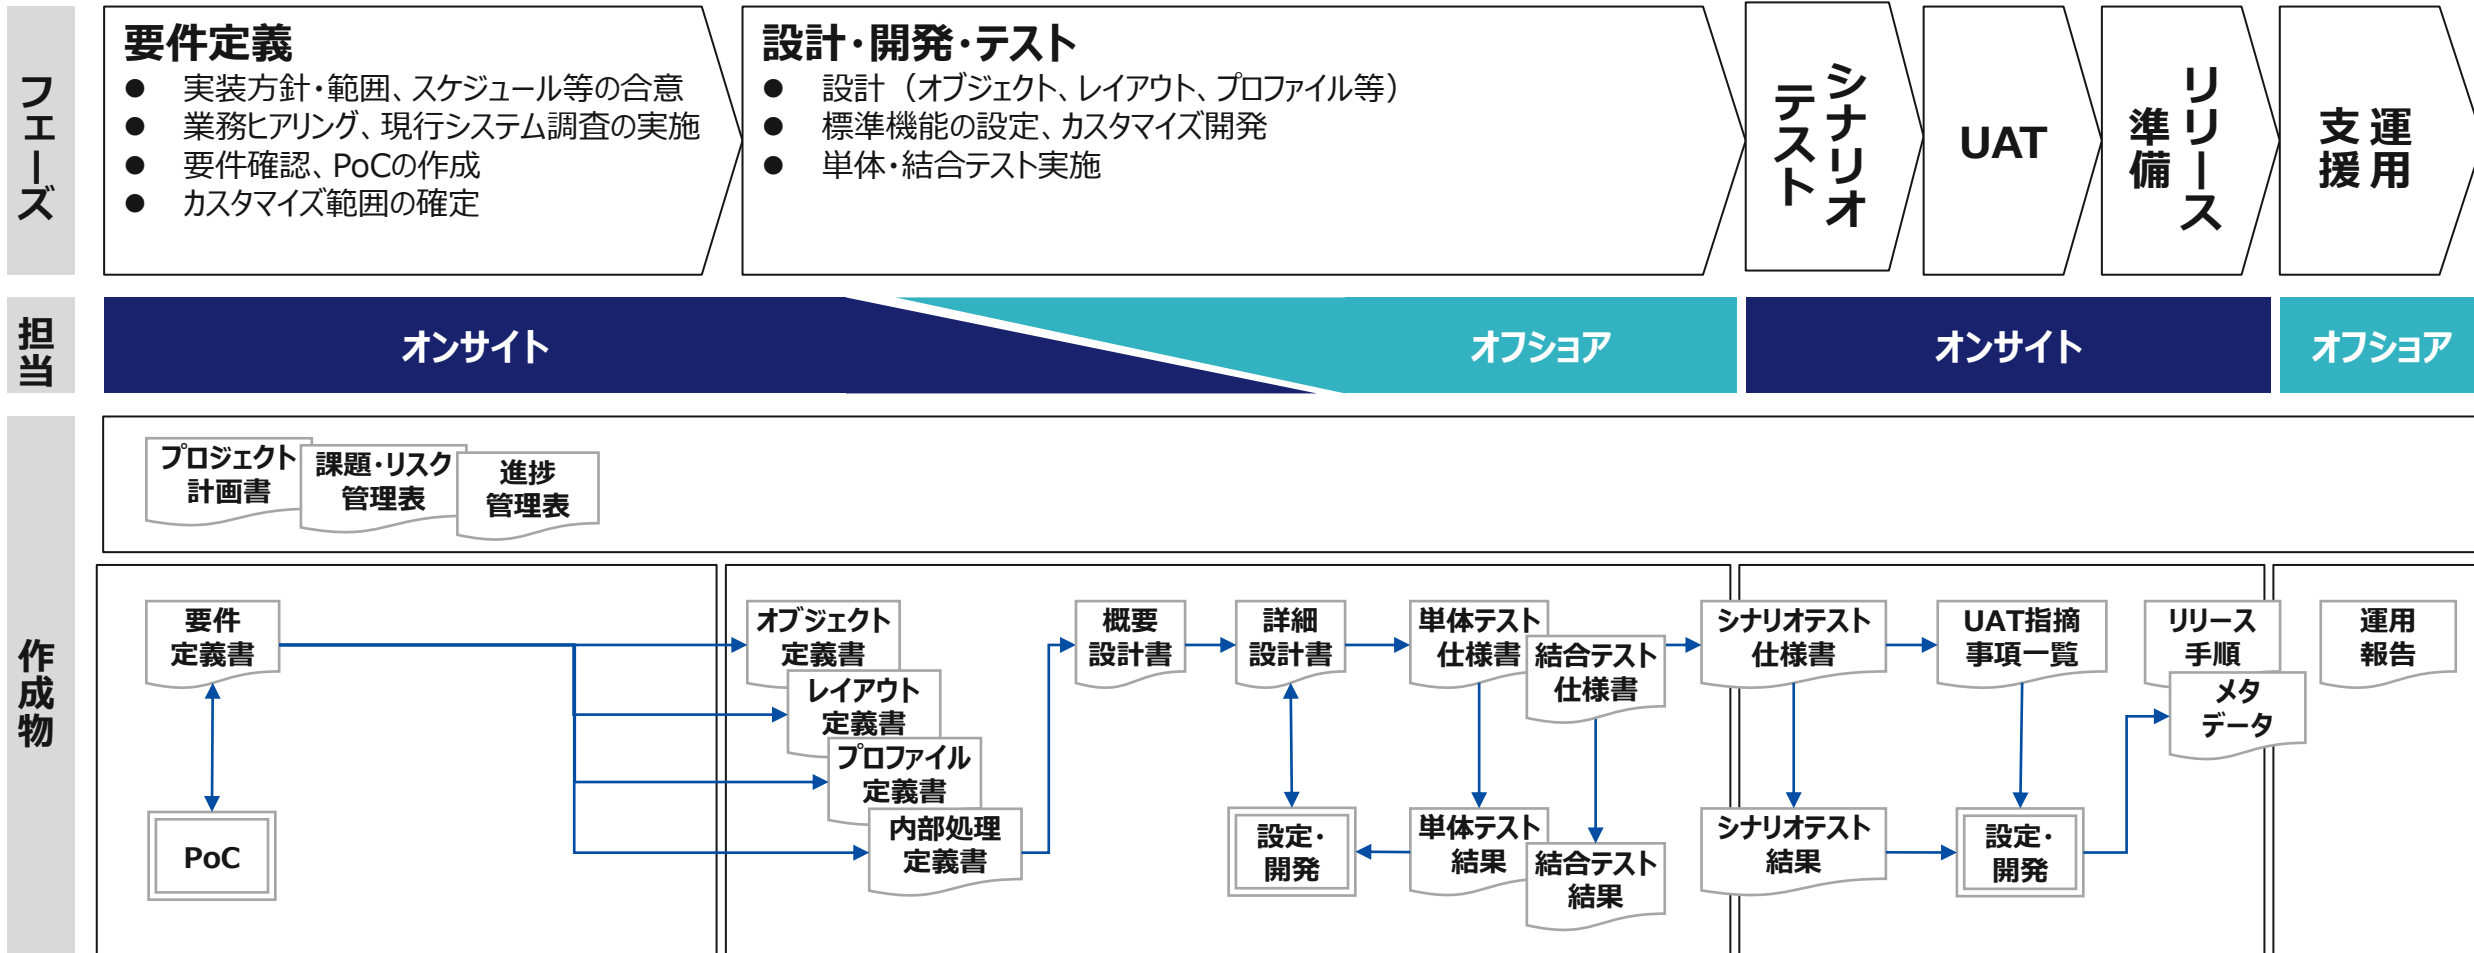 フェーズ
要件定義
● 実装方針・範囲、スケジュール等の合意
● 業務ヒアリング、現行システム調査の実施
● 要件確認、PoCの作成
● カスタマイズ範囲の確定
設計・開発・テスト
● 設計（オブジェクト、レイアウト、プロファイル等）
● 標準機能の設定、カスタマイズ開発
● 単体・結合テスト実施
シナリオ
テスト
UAT
リリース
準備
運用
支援
担当
オンサイト
オフショア
オンサイト
オフショア
作成物
プロジェクト
計画書
課題・リスク
管理表
進捗
管理表
要件
定義書
PoC
オブジェクト
定義書
レイアウト
定義書
プロファイル
定義書
内部処理
定義書
概要
設計書
詳細
設計書
設定・
開発
単体テスト
仕様書
結合テスト
仕様書
単体テスト
結果
結合テスト
結果
シナリオテスト
仕様書
シナリオテスト
結果
UAT指摘
事項一覧
設定・
開発
リリース
手順
メタ
データ
運用
報告